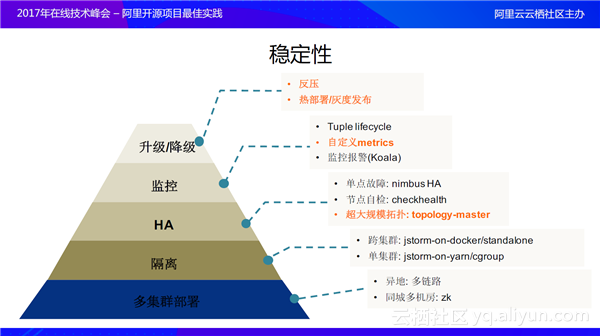 2017年在线技术峰会 – 阿里开源项目最佳实践
阿里云云栖社区主办
稳定性
• 反压
• 热部署/灰度发布
升级/降级
• Tuple lifecycle
• 自定义metrics
• 监控报警(Koala)
监控
• 单点故障: nimbus HA
• 节点自检: checkhealth
• 超大规模拓扑: topology-master
HA
• 跨集群: jstorm-on-docker/standalone
• 单集群: jstorm-on-yarn/cgroup
隔离
• 异地: 多链路
• 同城多机房: zk
多集群部署
云栖社区 yq.aliyun.com